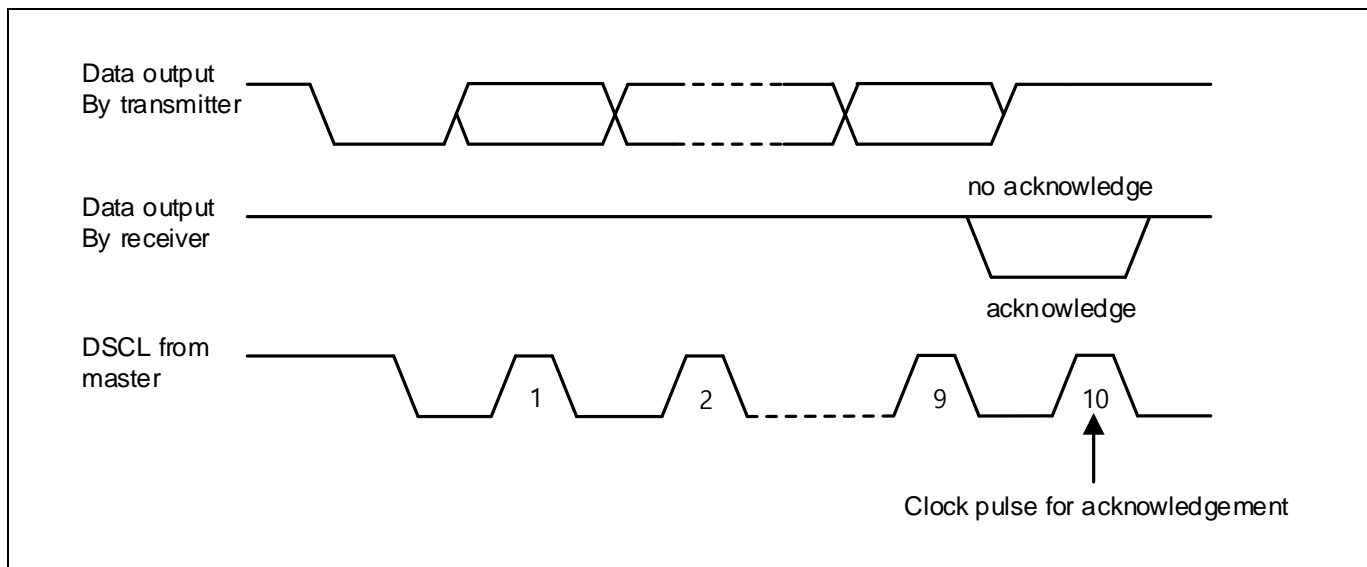 Data output
By transmitter
no acknowledge
Data output
By receiver
acknowledge
DSCL from
master
1
2
9
10
Clock pulse for acknowledgement